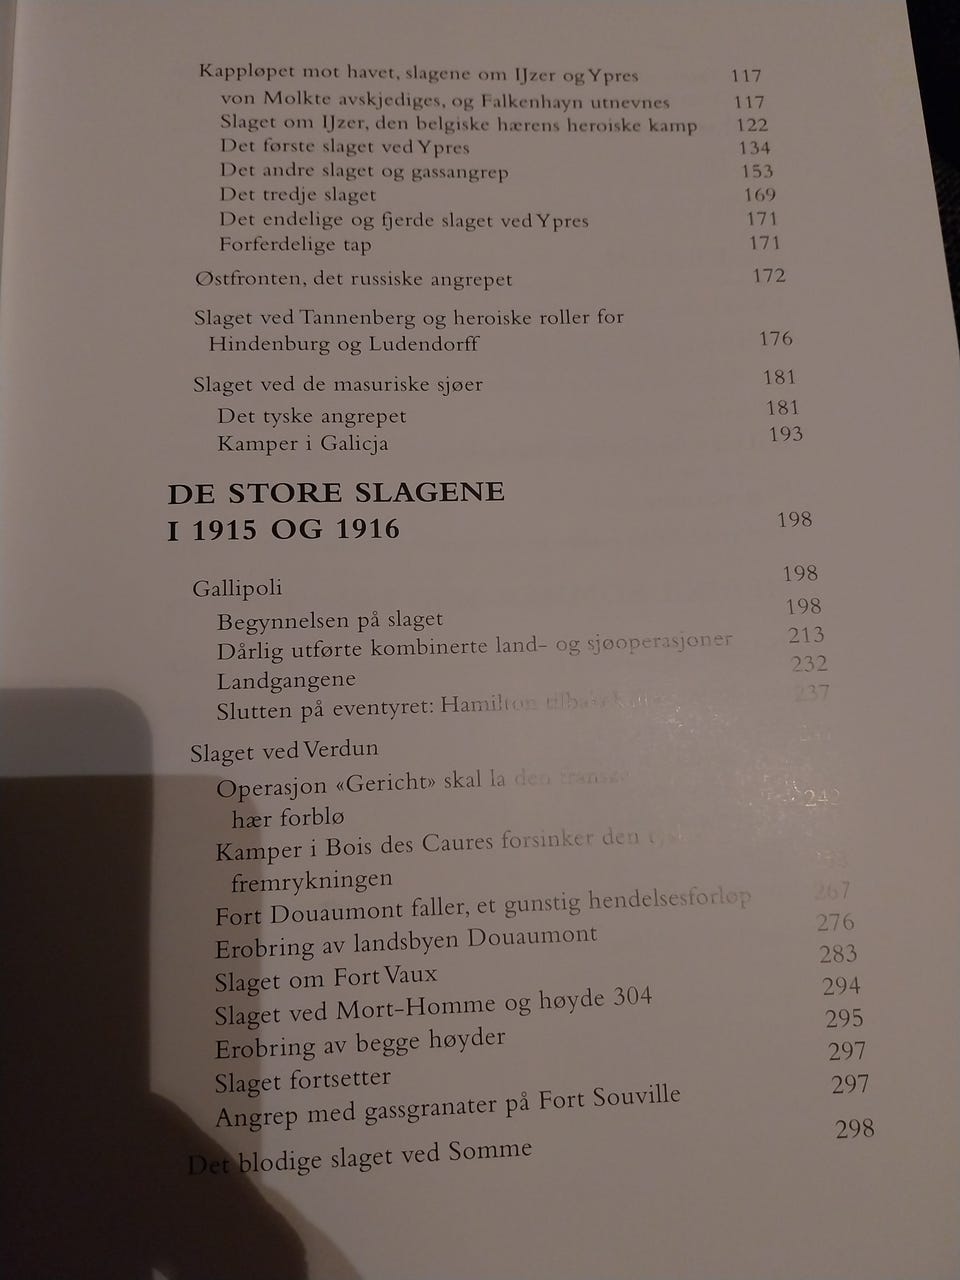 Kappløpet mot havet, slagene om IJzer og Ypres 117
von Molkte avskjediges, og Falkenhayn utnevnes 117
Slaget om IJzer, den belgiske hærens heroiske kamp 122
Det første slaget ved Ypres 134
Det andre slaget og gassangrep 153
Det tredje slaget 169
Det endelige og fjerde slaget ved Ypres 171
Forferdelige tap 171
Østfronten, det russiske angrepet 172
Slaget ved Tannenberg og heroiske roller for
Hindenburg og Ludendorff 176
Slaget ved de masuriske sjøer 181
Det tyske angrepet 181
Kamper i Galicja 193
DE STORE SLAGENE
I 1915 OG 1916 198
Gallipoli 198
Begynnelsen på slaget 198
Dårlig utførte kombinerte land- og sjøoperasjoner 213
Landgangene 232
Slutten på eventyret: Hamilton 237
Slaget ved Verdun
Operasjon «Gericht» skal la den
hær forblø 242
Kamper i Bois des Caures forsinker den
fremrykningen
Fort Douaumont faller, et gunstig hendelsesforløp 267
Erobring av landsbyen Douaumont 276
Slaget om Fort Vaux 283
Slaget ved Mort-Homme og høyde 304 294
Erobring av begge høyder 295
Slaget fortsetter 297
Angrep med gassgranater på Fort Souville 297
Det blodige slaget ved Somme 298